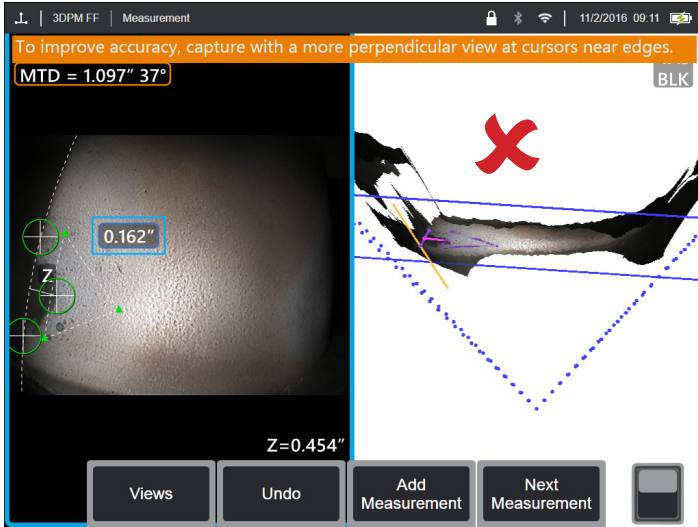 3DPM FF
Measurement
11/2/2016 09:11
To improve accuracy, capture with a more perpendicular view at cursors near edges.
MTD = 1.097" 37°
BLK
0.162"
Z
Z=0.454"
Views
Undo
Add
Measurement
Next
Measurement